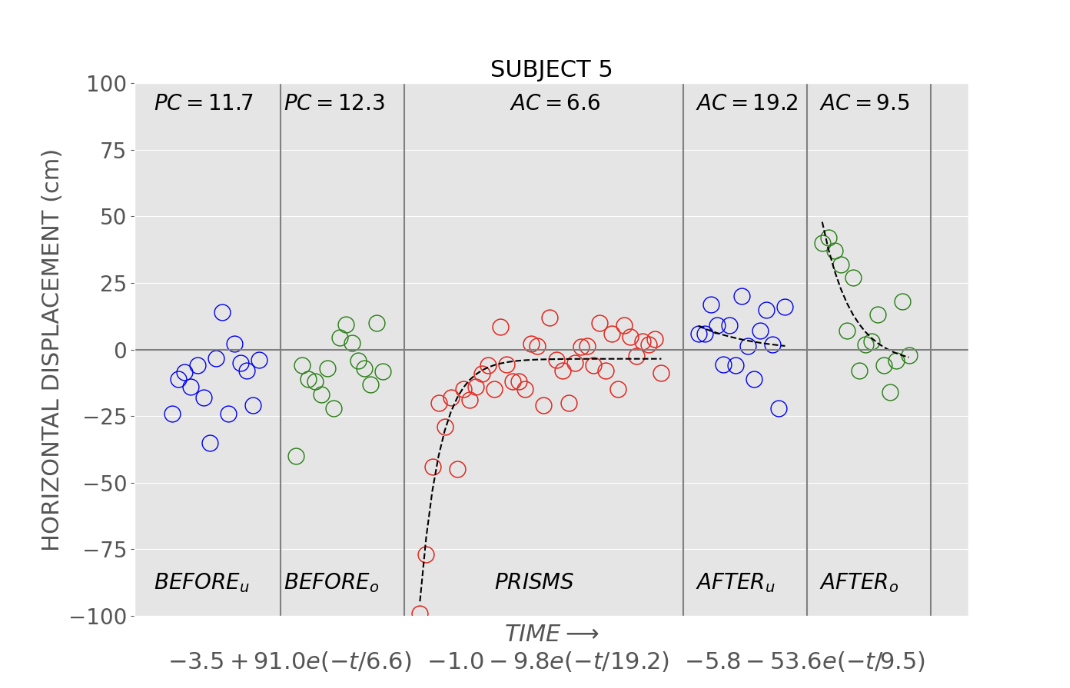 SUBJECT 5
PC = 11.7 PC = 12.3 AC = 6.6 AC = 19.2 AC = 9.5
HORIZONTAL DISPLACEMENT (cm)
100
75
50
25
0
−25
−50
−75
−100
BEFOREu BEFOREo PRISMS AFTERu AFTERo
TIME ⟶
−3.5 + 91.0e(−t/6.6) −1.0 − 9.8e(−t/19.2) −5.8 − 53.6e(−t/9.5)